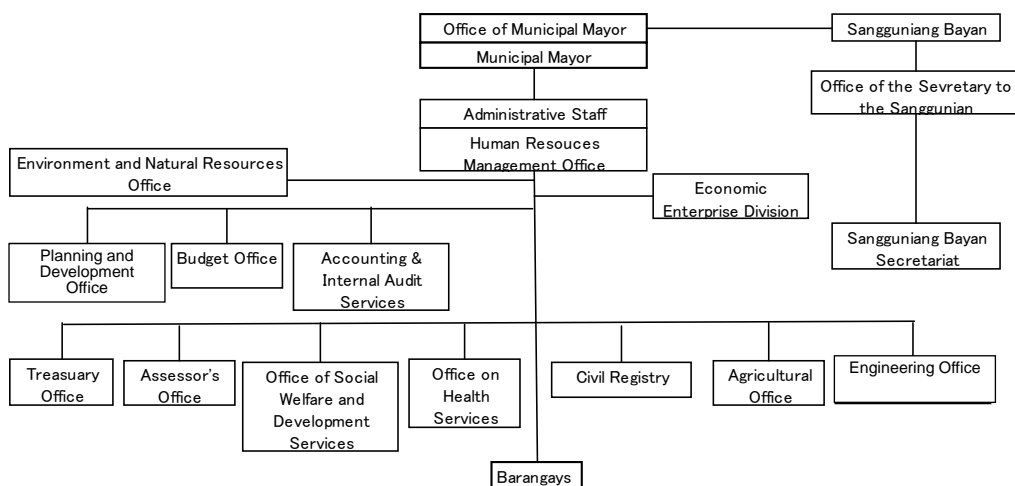 Office of Municipal Mayor
Municipal Mayor
Sangguniang Bayan
Office of the Sevretary to
the Sanggunian
Administrative Staff
Human Resouces
Management Office
Environment and Natural Resources
Office
Economic
Enterprise Division
Sangguniang Bayan
Secretariat
Planning and
Development
Office
Budget Office
Accounting &
Internal Audit
Services
Treasuary
Office
Assessor's
Office
Office of Social
Welfare and
Development
Services
Office on
Health
Services
Civil Registry
Agricultural
Office
Engineering Office
Barangays